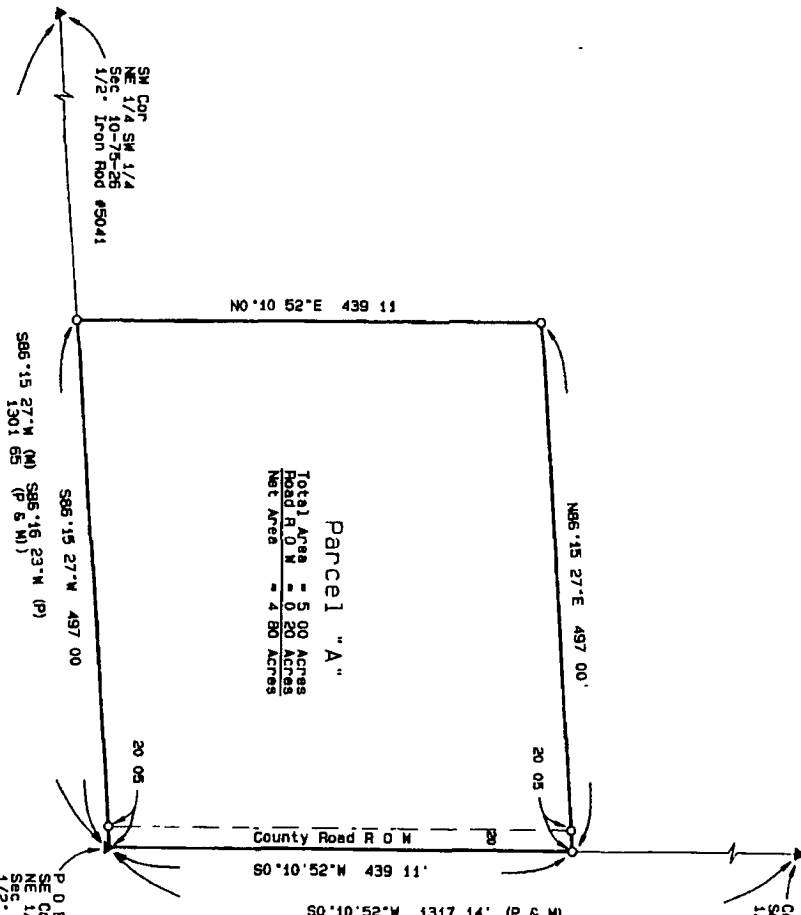 SW Cor
NE 1/4 SW 1/4
Sec 10-75-26
1/2" Iron Rod #5041
N0°10 52"E 439 11
N86°15 27"E 497 00'
Parcel "A"
Total Area = 5 00 Acres
Road R O W = 0 20 Acres
Net Area = 4 80 Acres
S86°15 27"W 497 00
S86°15 27"W (M) S86°16 23"W (P)
1301 65 (P & M))
20 05
20 05
County Road R O W
20
S0°10'52"W 439 11'
S0°10'52"W 1317 14' (P & M)
P O B
SE Co
NE 1/
Sec
1/2"